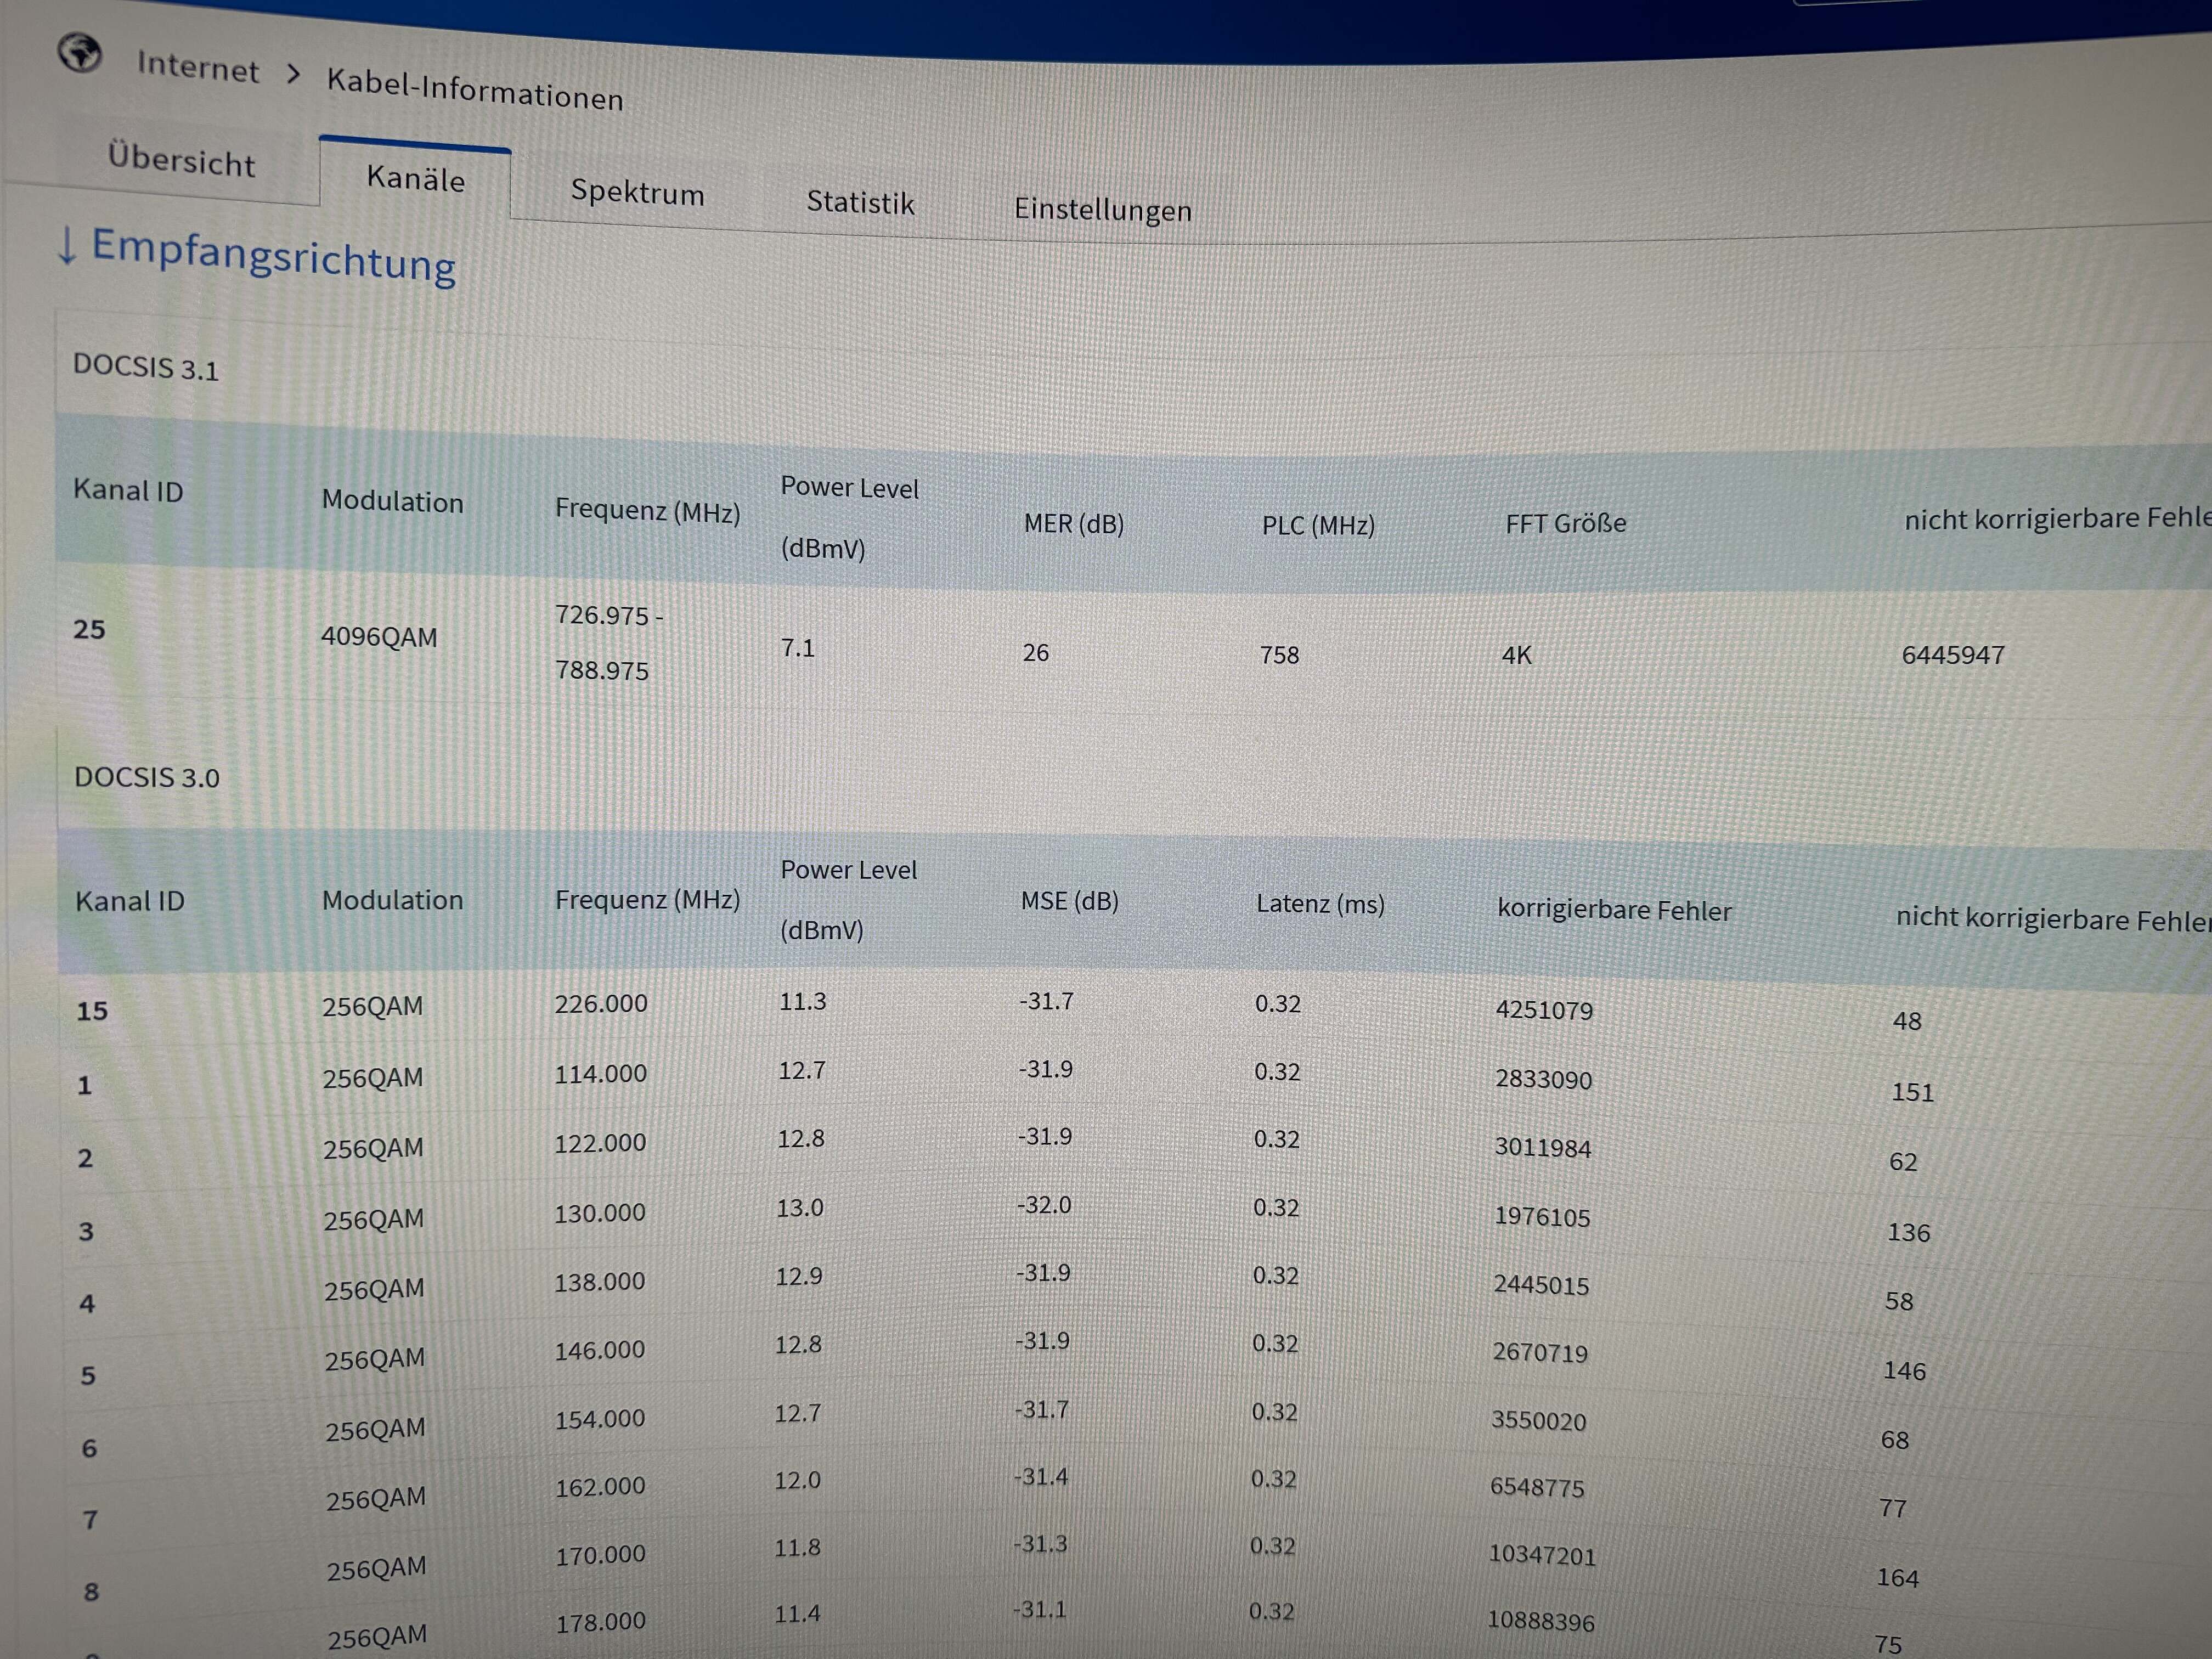 Internet > Kabel-Informationen
Übersicht Kanäle Spektrum Statistik Einstellungen
↓ Empfangsrichtung
DOCSIS 3.1
Kanal ID Modulation Frequenz (MHz) Power Level (dBmV) MER (dB) PLC (MHz) FFT Größe nicht korrigierbare Fehle
25 4096QAM 726.975 - 788.975 7.1 26 758 4K 6445947
DOCSIS 3.0
Kanal ID Modulation Frequenz (MHz) Power Level (dBmV) MSE (dB) Latenz (ms) korrigierbare Fehler nicht korrigierbare Fehler
15 256QAM 226.000 11.3 -31.7 0.32 4251079 48
1 256QAM 114.000 12.7 -31.9 0.32 2833090 151
2 256QAM 122.000 12.8 -31.9 0.32 3011984 62
3 256QAM 130.000 13.0 -32.0 0.32 1976105 136
4 256QAM 138.000 12.9 -31.9 0.32 2445015 58
5 256QAM 146.000 12.8 -31.9 0.32 2670719 146
6 256QAM 154.000 12.7 -31.7 0.32 3550020 68
7 256QAM 162.000 12.0 -31.4 0.32 6548775 77
8 256QAM 170.000 11.8 -31.3 0.32 10347201 164
256QAM 178.000 11.4 -31.1 0.32 10888396 75